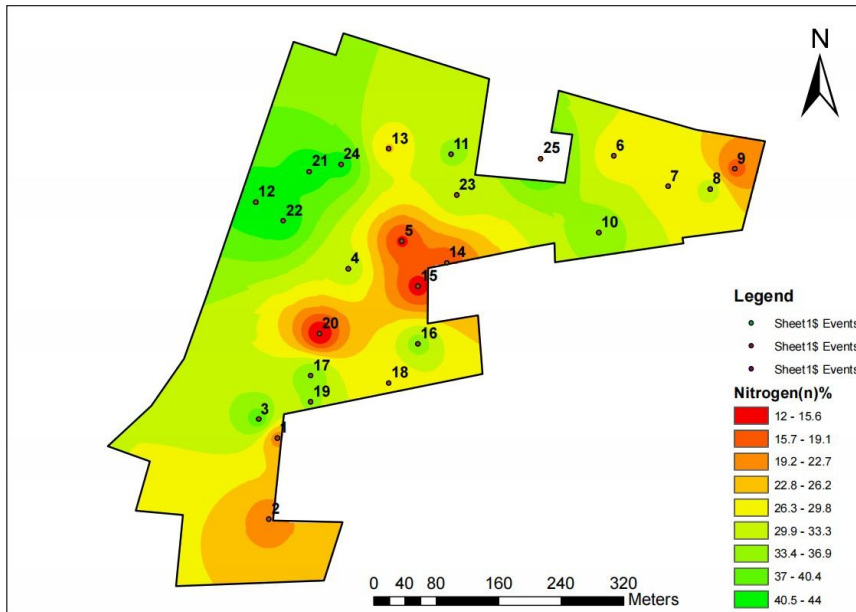 N
13
11
6
24
25
21
9
7
8
12
23
22
10
5
4
14
15
Legend
20
Sheet1$ Events
16
Sheet1$ Events
Sheet1$ Events
17
18
Nitrogen(n)%
19
3
12 - 15.6
1
15.7 - 19.1
19.2 - 22.7
22.8 - 26.2
26.3 - 29.8
2
29.9 - 33.3
33.4 - 36.9
37 - 40.4
40.5 - 44
0 20 40 80 160 240 320
Meters